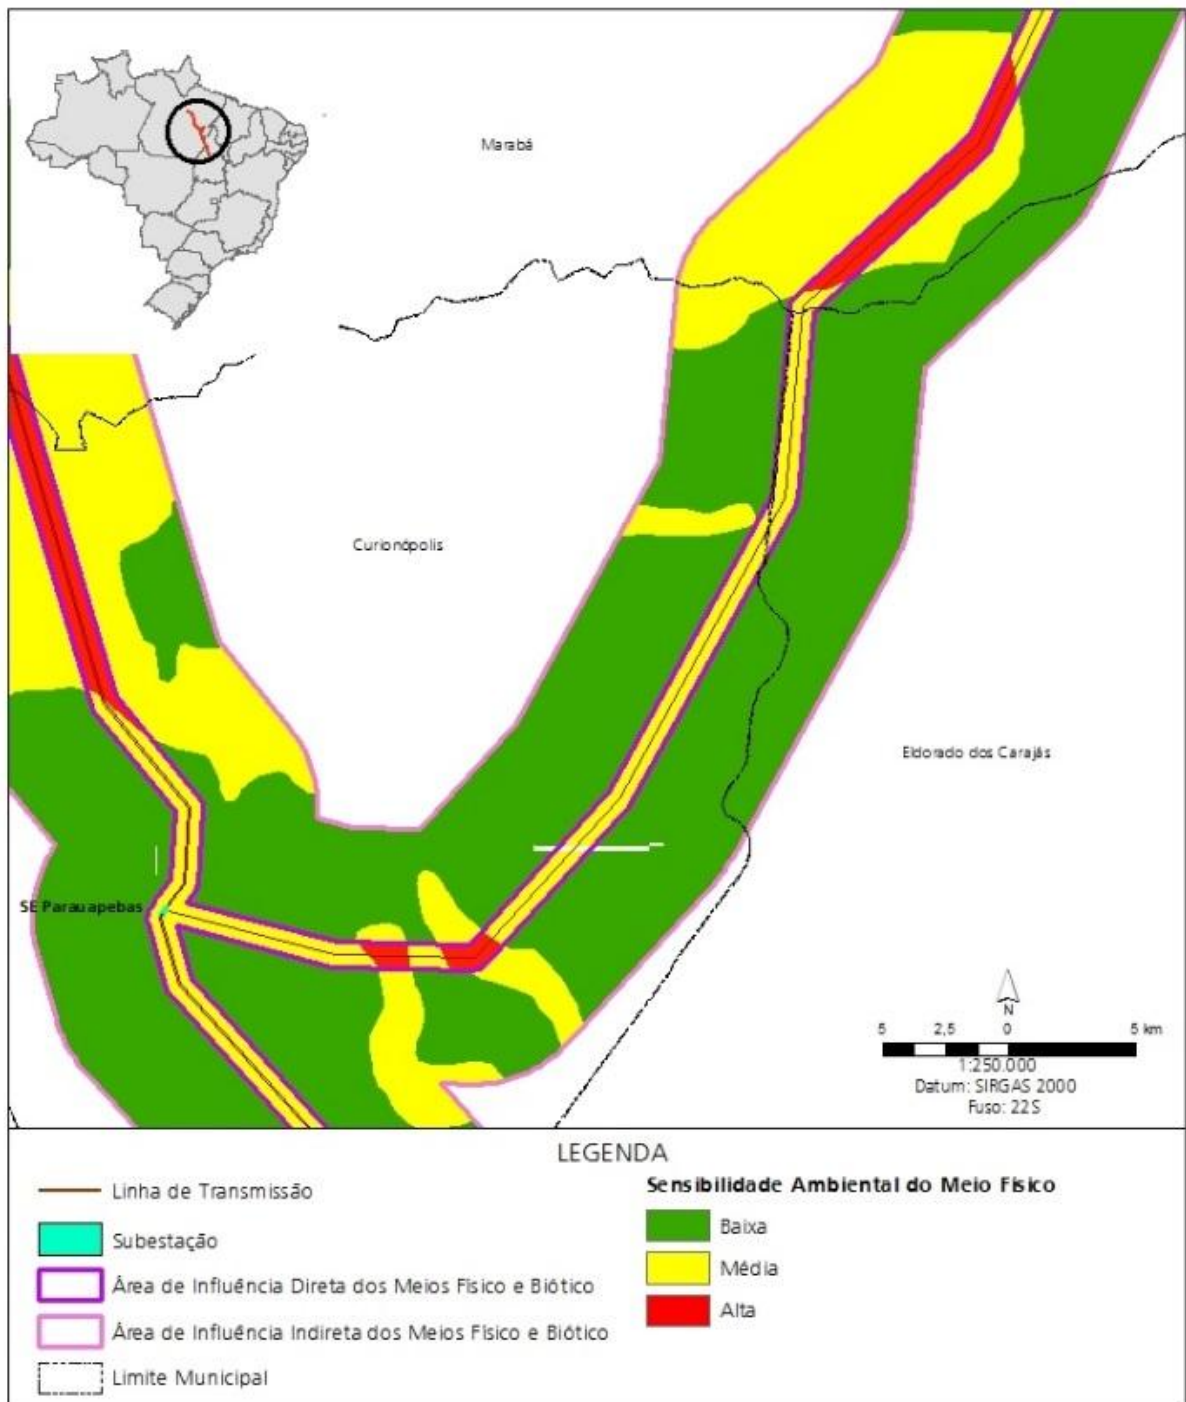 Marabá
Curionópolis
Eldorado dos Carajás
SE Parauapebas
N
5 2,5 0 5 km
1:250.000
Datum: SIRGAS 2000
Fuso: 22S
LEGENDA
Linha de Transmissão
Subestação
Área de Influência Direta dos Meios Físico e Biótico
Área de Influência Indireta dos Meios Físico e Biótico
Limite Municipal
Sensibilidade Ambiental do Meio Físico
Baixa
Média
Alta